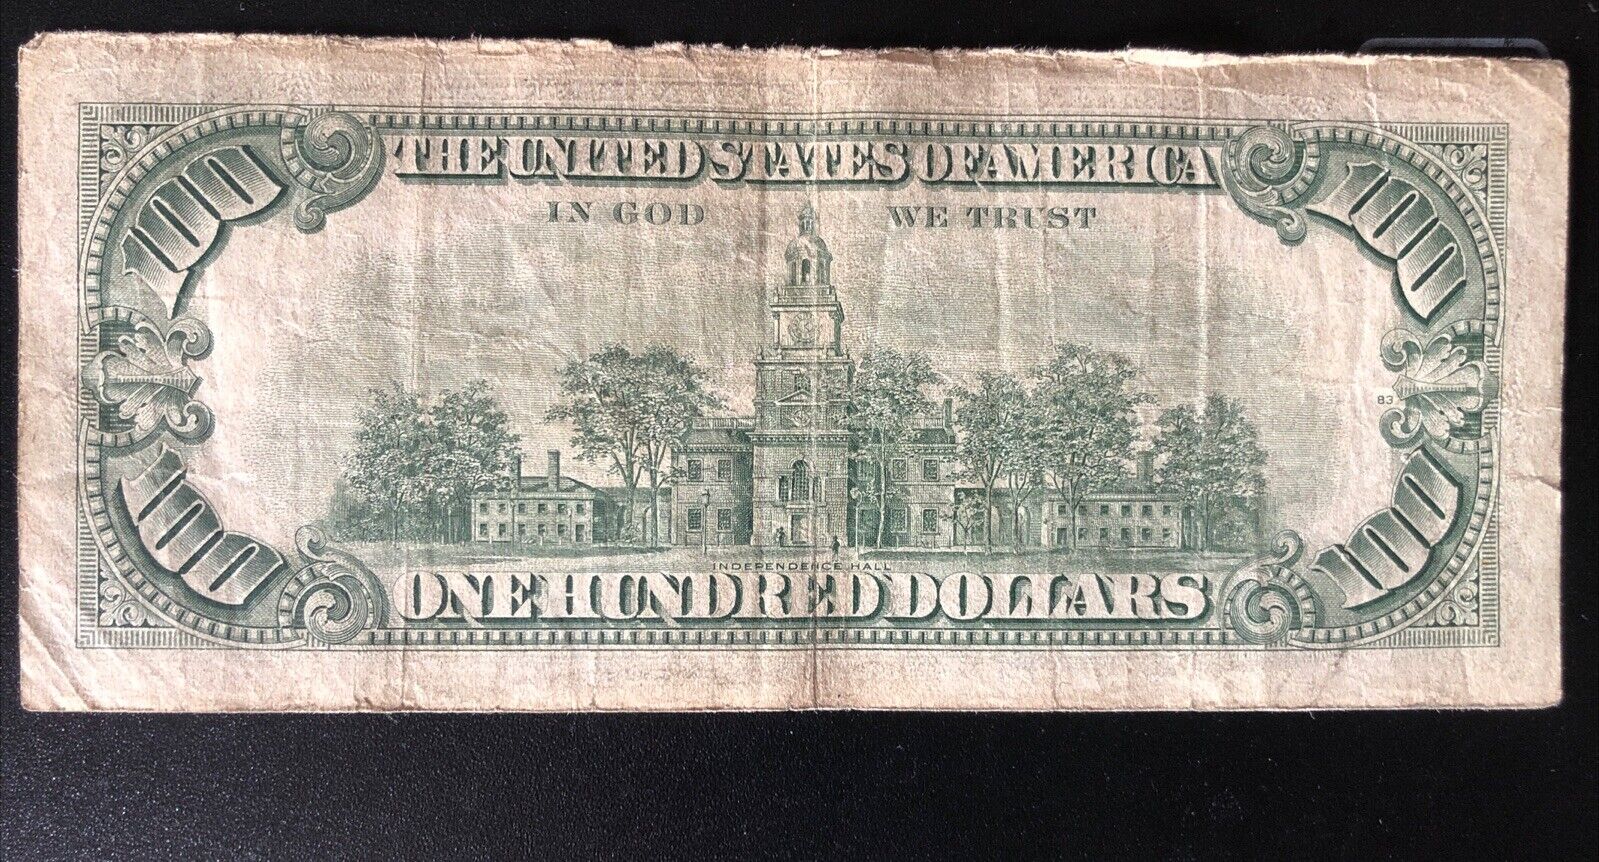 THE UNITED STATES OF AMERICA
100 100
IN GOD WE TRUST
83
INDEPENDENCE HALL
100 100
ONE HUNDRED DOLLARS